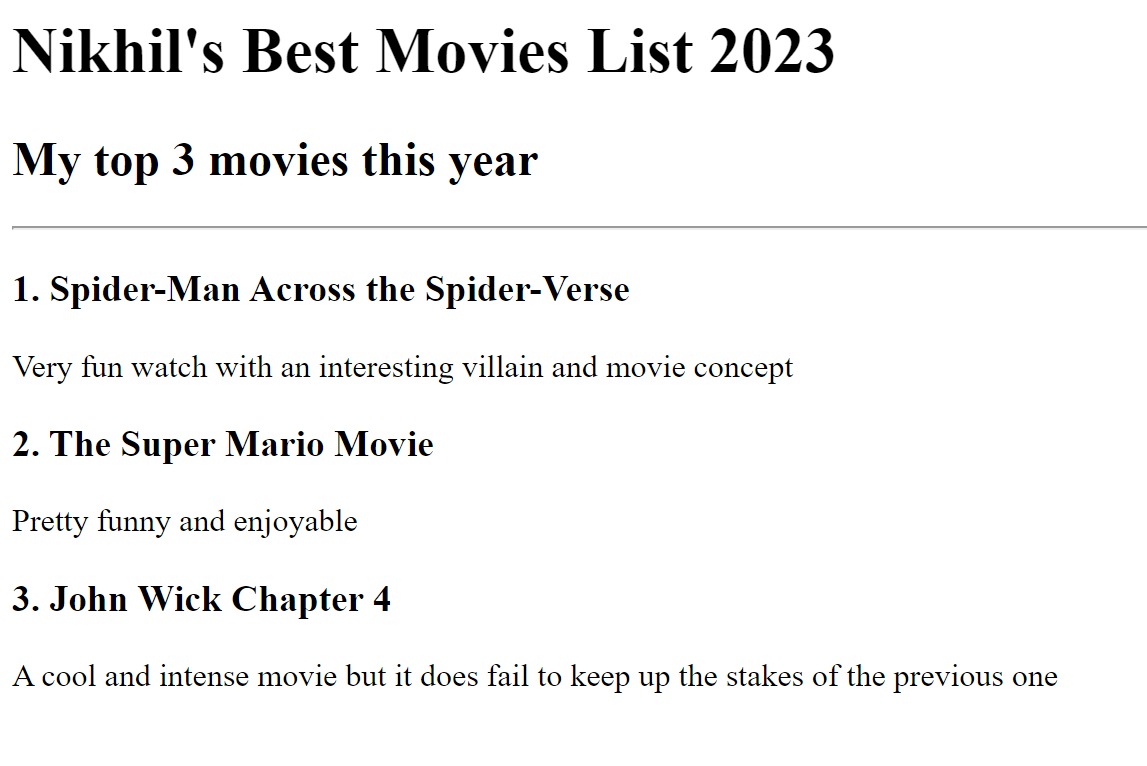 Nikhil's Best Movies List 2023
My top 3 movies this year
1. Spider-Man Across the Spider-Verse
Very fun watch with an interesting villain and movie concept
2. The Super Mario Movie
Pretty funny and enjoyable
3. John Wick Chapter 4
A cool and intense movie but it does fail to keep up the stakes of the previous one